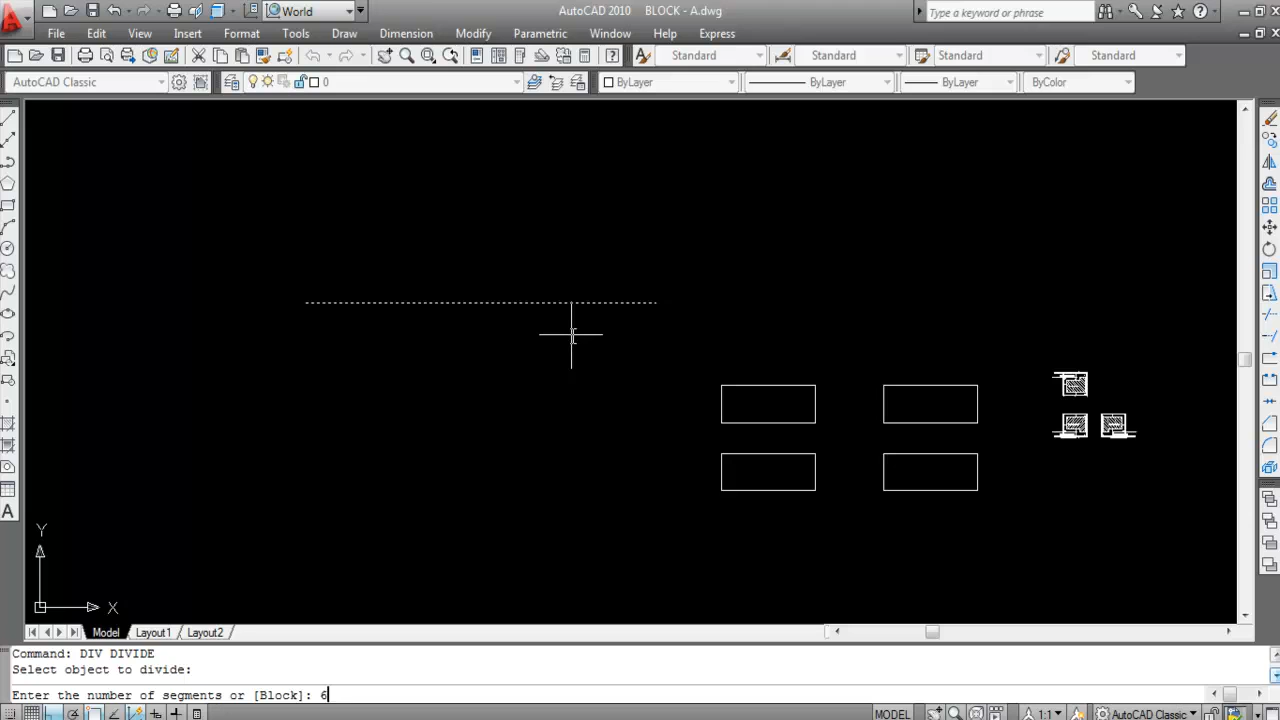 World
AutoCAD 2010 BLOCK - A.dwg
Type a keyword or phrase
File Edit View Insert Format Tools Draw Dimension Modify Parametric Window Help Express
Standard Standard Standard Standard
AutoCAD Classic 0 ByLayer ByLayer ByLayer ByColor
Y
X
Model Layout1 Layout2
Command: DIV DIVIDE
Select object to divide:
Enter the number of segments or [Block]: 6
MODEL 1:1 AutoCAD Classic